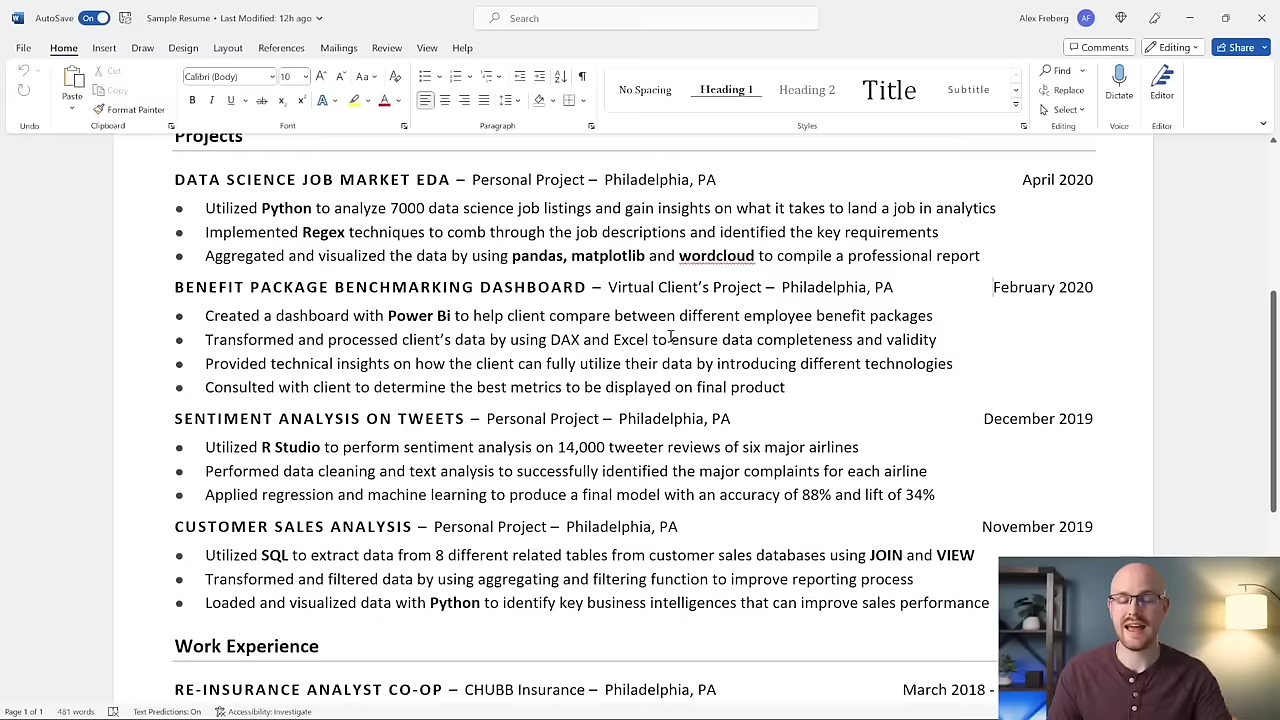 AutoSave On Sample Resume • Last Modified: 12h ago Search Alex Freberg AF
File Home Insert Draw Design Layout References Mailings Review View Help Comments Editing Share
Paste Cut Copy Format Painter
Calibri (Body) 10
No Spacing Heading 1 Heading 2 Title Subtitle
Find Replace Select Dictate Editor
Undo Clipboard Font Paragraph Styles Editing Voice Editor
Projects
DATA SCIENCE JOB MARKET EDA – Personal Project – Philadelphia, PA April 2020
• Utilized Python to analyze 7000 data science job listings and gain insights on what it takes to land a job in analytics
• Implemented Regex techniques to comb through the job descriptions and identified the key requirements
• Aggregated and visualized the data by using pandas, matplotlib and wordcloud to compile a professional report
BENEFIT PACKAGE BENCHMARKING DASHBOARD – Virtual Client’s Project – Philadelphia, PA February 2020
• Created a dashboard with Power Bi to help client compare between different employee benefit packages
• Transformed and processed client’s data by using DAX and Excel to ensure data completeness and validity
• Provided technical insights on how the client can fully utilize their data by introducing different technologies
• Consulted with client to determine the best metrics to be displayed on final product
SENTIMENT ANALYSIS ON TWEETS – Personal Project – Philadelphia, PA December 2019
• Utilized R Studio to perform sentiment analysis on 14,000 tweeter reviews of six major airlines
• Performed data cleaning and text analysis to successfully identified the major complaints for each airline
• Applied regression and machine learning to produce a final model with an accuracy of 88% and lift of 34%
CUSTOMER SALES ANALYSIS – Personal Project – Philadelphia, PA November 2019
• Utilized SQL to extract data from 8 different related tables from customer sales databases using JOIN and VIEW
• Transformed and filtered data by using aggregating and filtering function to improve reporting process
• Loaded and visualized data with Python to identify key business intelligences that can improve sales performance
Work Experience
RE-INSURANCE ANALYST CO-OP – CHUBB Insurance – Philadelphia, PA March 2018 -
Page 1 of 1 481 words Text Predictions: On Accessibility: Investigate